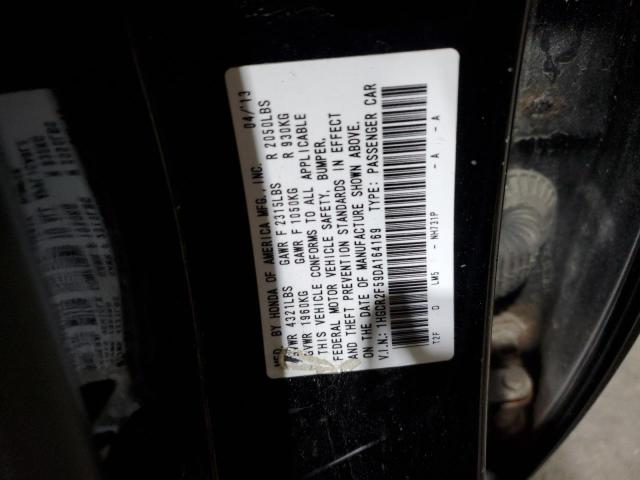 MFD BY HONDA OF AMERICA MFG., INC. 04/13
GVWR 4321LBS GAWR F 2315LBS R 2050LBS
GVWR 1960KG GAWR F 1050KG R 930KG
THIS VEHICLE CONFORMS TO ALL APPLICABLE
FEDERAL MOTOR VEHICLE SAFETY, BUMPER,
AND THEFT PREVENTION STANDARDS IN EFFECT
ON THE DATE OF MANUFACTURE SHOWN ABOVE.
V.I.N.: 1HGCR2F59DA164169 TYPE: PASSENGER CAR
T2F D LM5 - NH731P - A - A